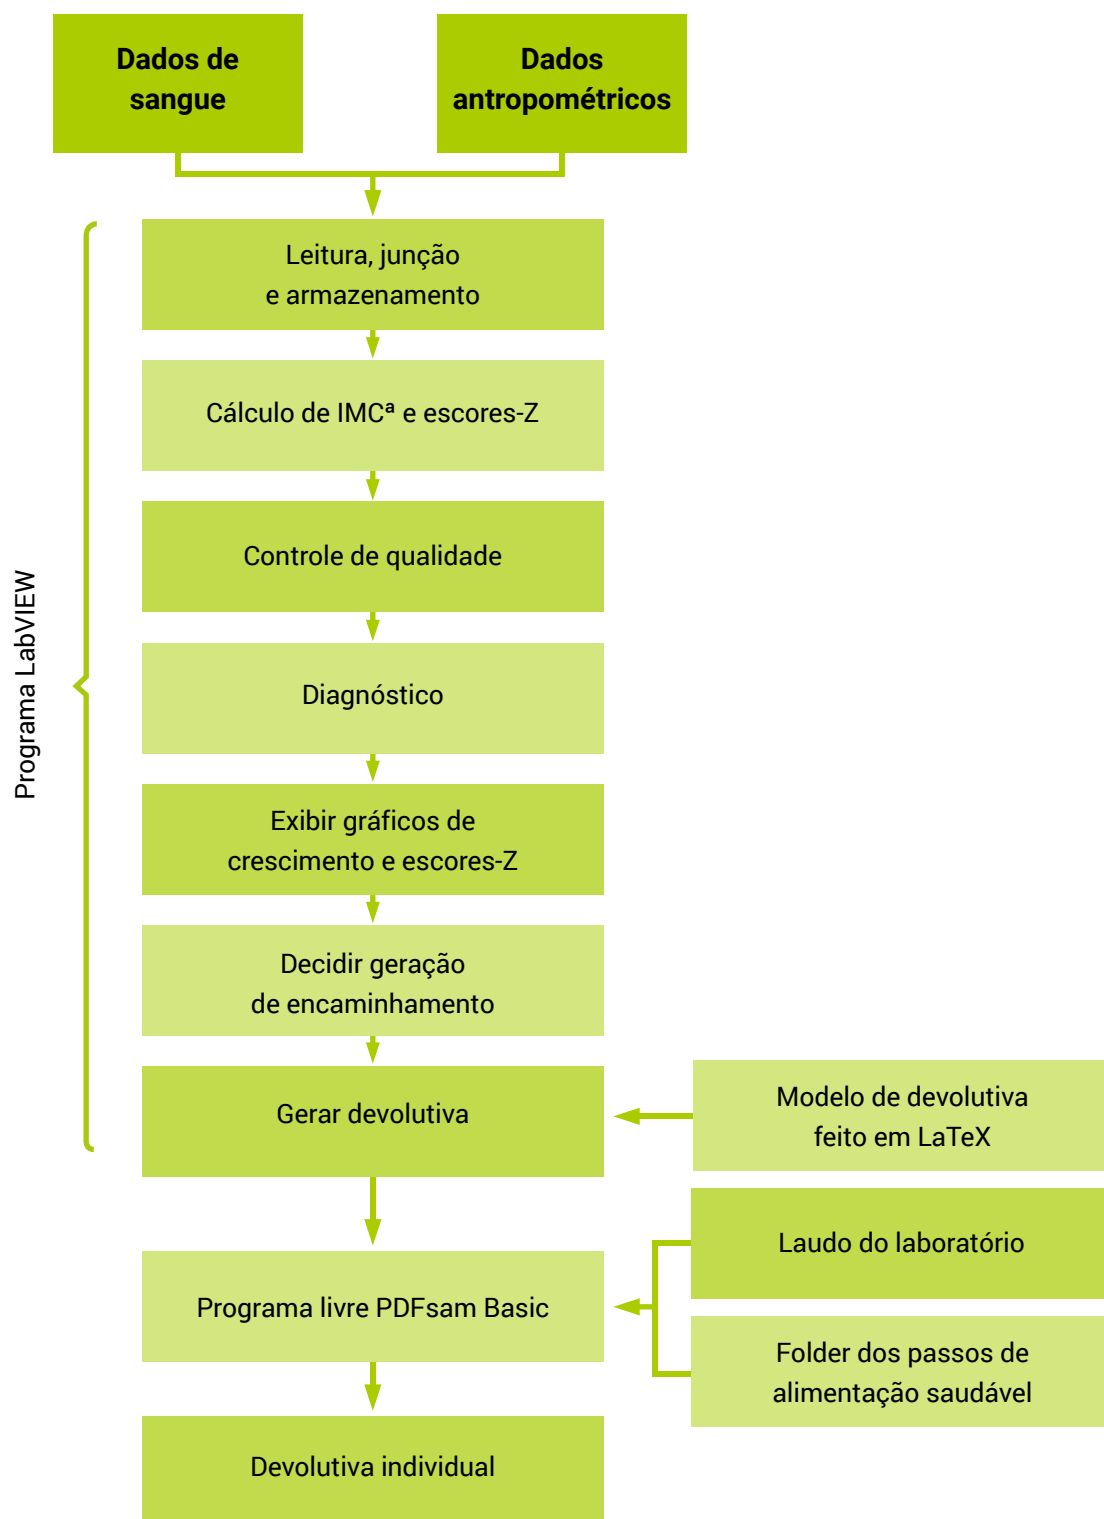 Dados de
sangue
Dados
antropométricos
Programa LabVIEW
Leitura, junção
e armazenamento
Cálculo de IMCª e escores-Z
Controle de qualidade
Diagnóstico
Exibir gráficos de
crescimento e escores-Z
Decidir geração
de encaminhamento
Gerar devolutiva
Modelo de devolutiva
feito em LaTeX
Laudo do laboratório
Programa livre PDFsam Basic
Folder dos passos de
alimentação saudável
Devolutiva individual